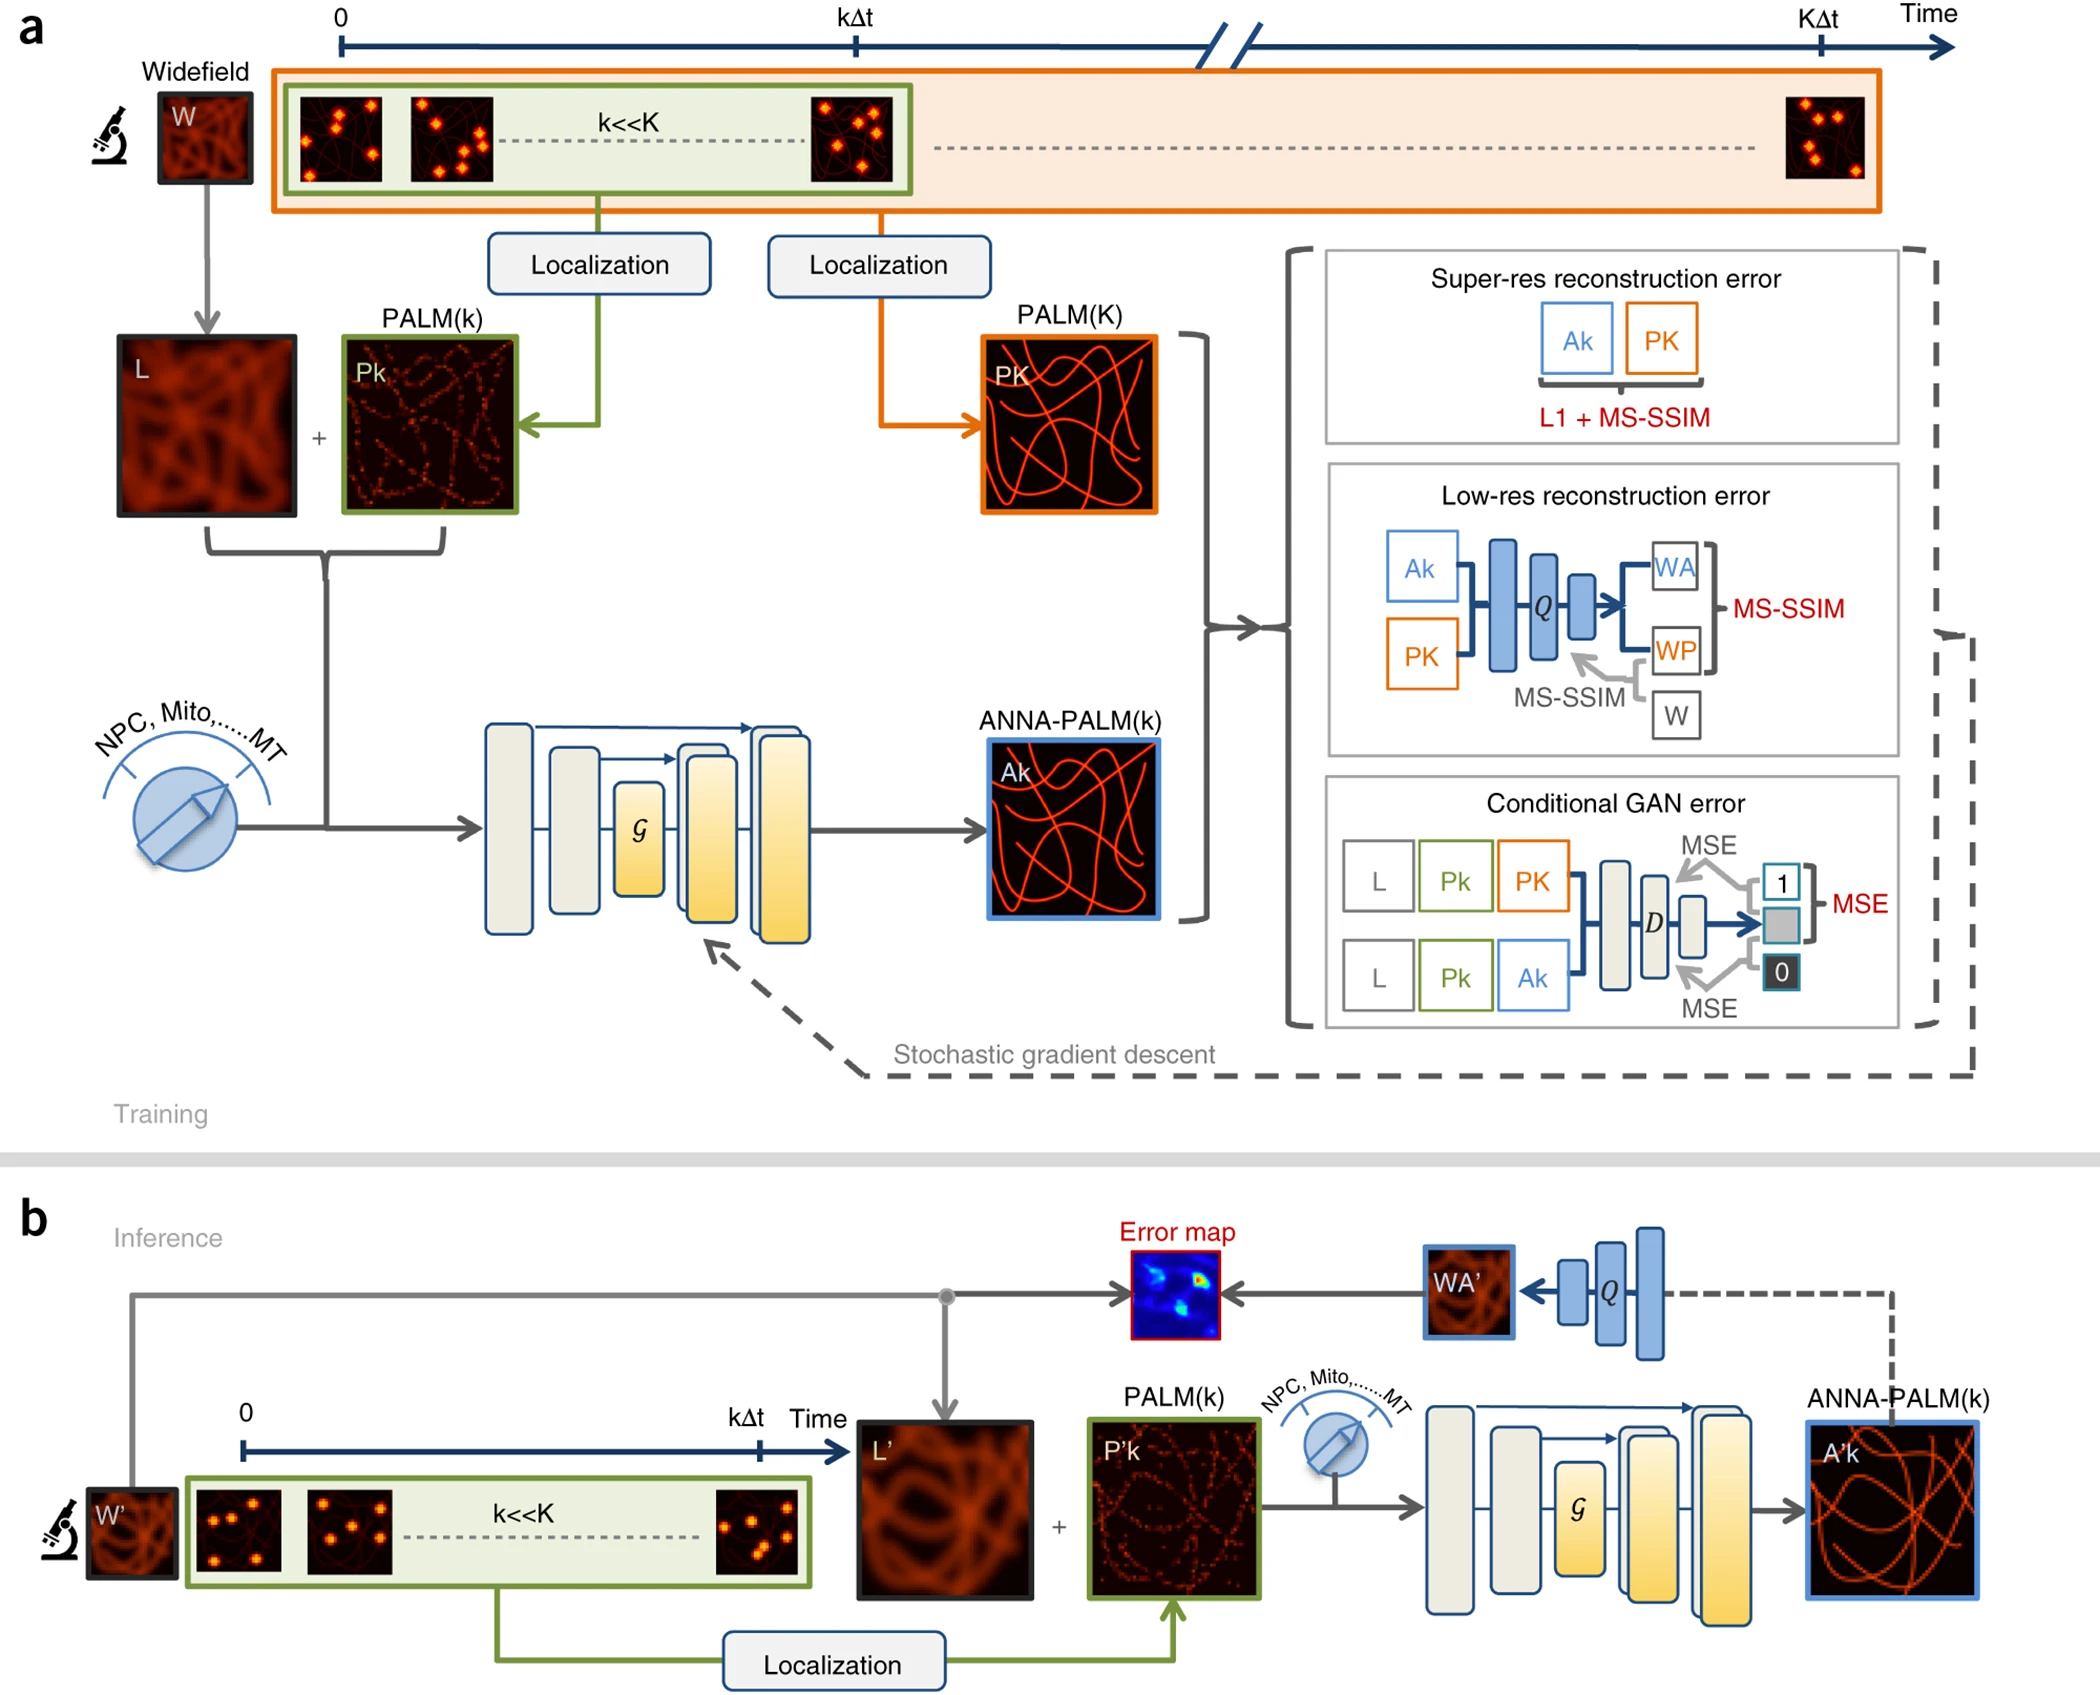 a
0
kΔt
KΔt
Time
Widefield
W
k<<K
Localization
Localization
PALM(k)
PALM(K)
L
+
Pk
PK
NPC, Mito,.....MT
G
ANNA-PALM(k)
Ak
Super-res reconstruction error
Ak
PK
L1 + MS-SSIM
Low-res reconstruction error
Ak
PK
Q
WA
WP
MS-SSIM
MS-SSIM
W
Conditional GAN error
L
Pk
PK
MSE
1
D
MSE
L
Pk
Ak
0
MSE
Stochastic gradient descent
Training
b
Inference
Error map
WA’
Q
0
kΔt
Time
W’
k<<K
L’
+
PALM(k)
P’k
NPC, Mito,......MT
G
ANNA-PALM(k)
A’k
Localization